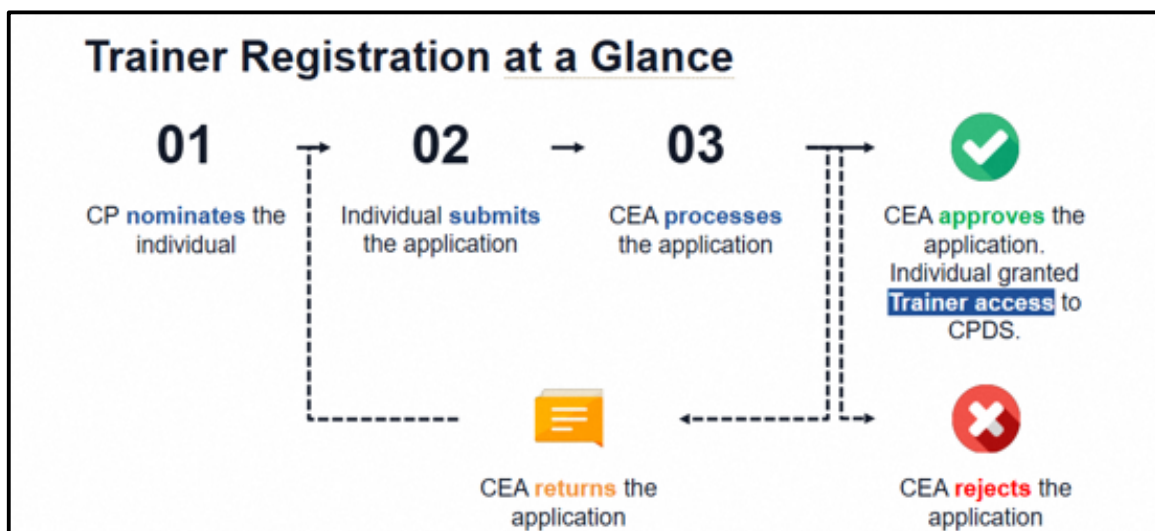 Trainer Registration at a Glance
01
CP nominates the
individual
02
Individual submits
the application
03
CEA processes
the application
CEA approves the
application.
Individual granted
Trainer access to
CPDS.
CEA returns the
application
CEA rejects the
application